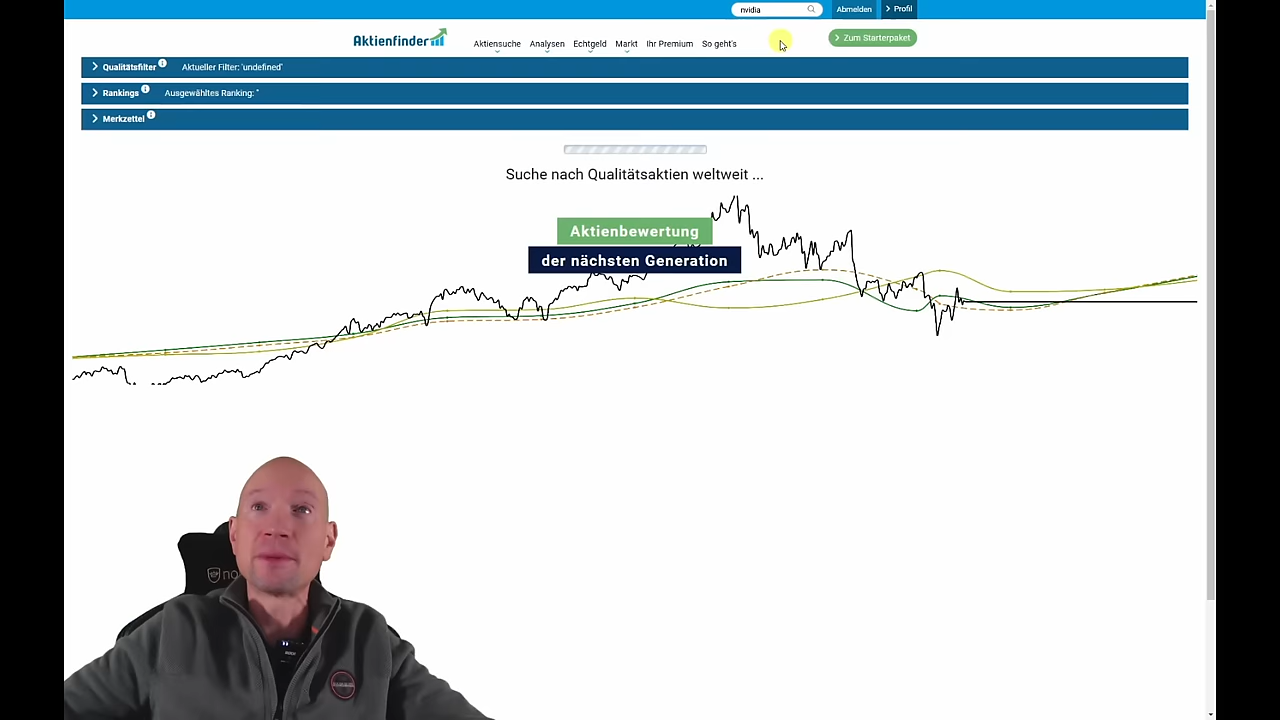 nvidia
Abmelden
Profil
Aktienfinder
Aktiensuche Analysen Echtgeld Markt Ihr Premium So geht's
Zum Starterpaket
Qualitätsfilter Aktueller Filter: 'undefined'
Rankings Ausgewähltes Ranking: ''
Merkzettel
Suche nach Qualitätsaktien weltweit ...
Aktienbewertung
der nächsten Generation
no